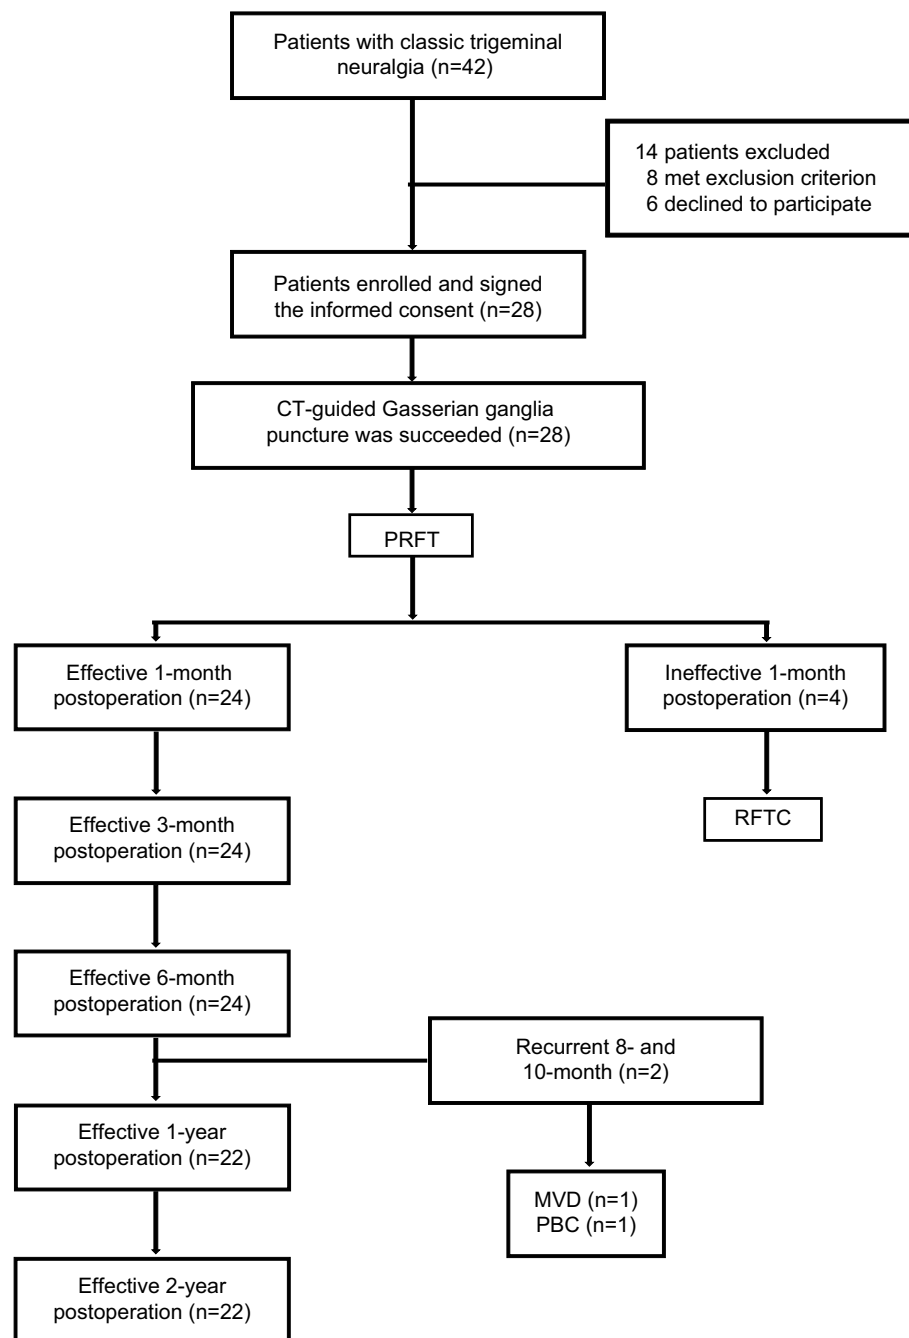 Patients with classic trigeminal
neuralgia (n=42)
14 patients excluded
8 met exclusion criterion
6 declined to participate
Patients enrolled and signed
the informed consent (n=28)
CT-guided Gasserian ganglia
puncture was succeeded (n=28)
PRFT
Effective 1-month
postoperation (n=24)
Ineffective 1-month
postoperation (n=4)
RFTC
Effective 3-month
postoperation (n=24)
Effective 6-month
postoperation (n=24)
Recurrent 8- and
10-month (n=2)
Effective 1-year
postoperation (n=22)
MVD (n=1)
PBC (n=1)
Effective 2-year
postoperation (n=22)